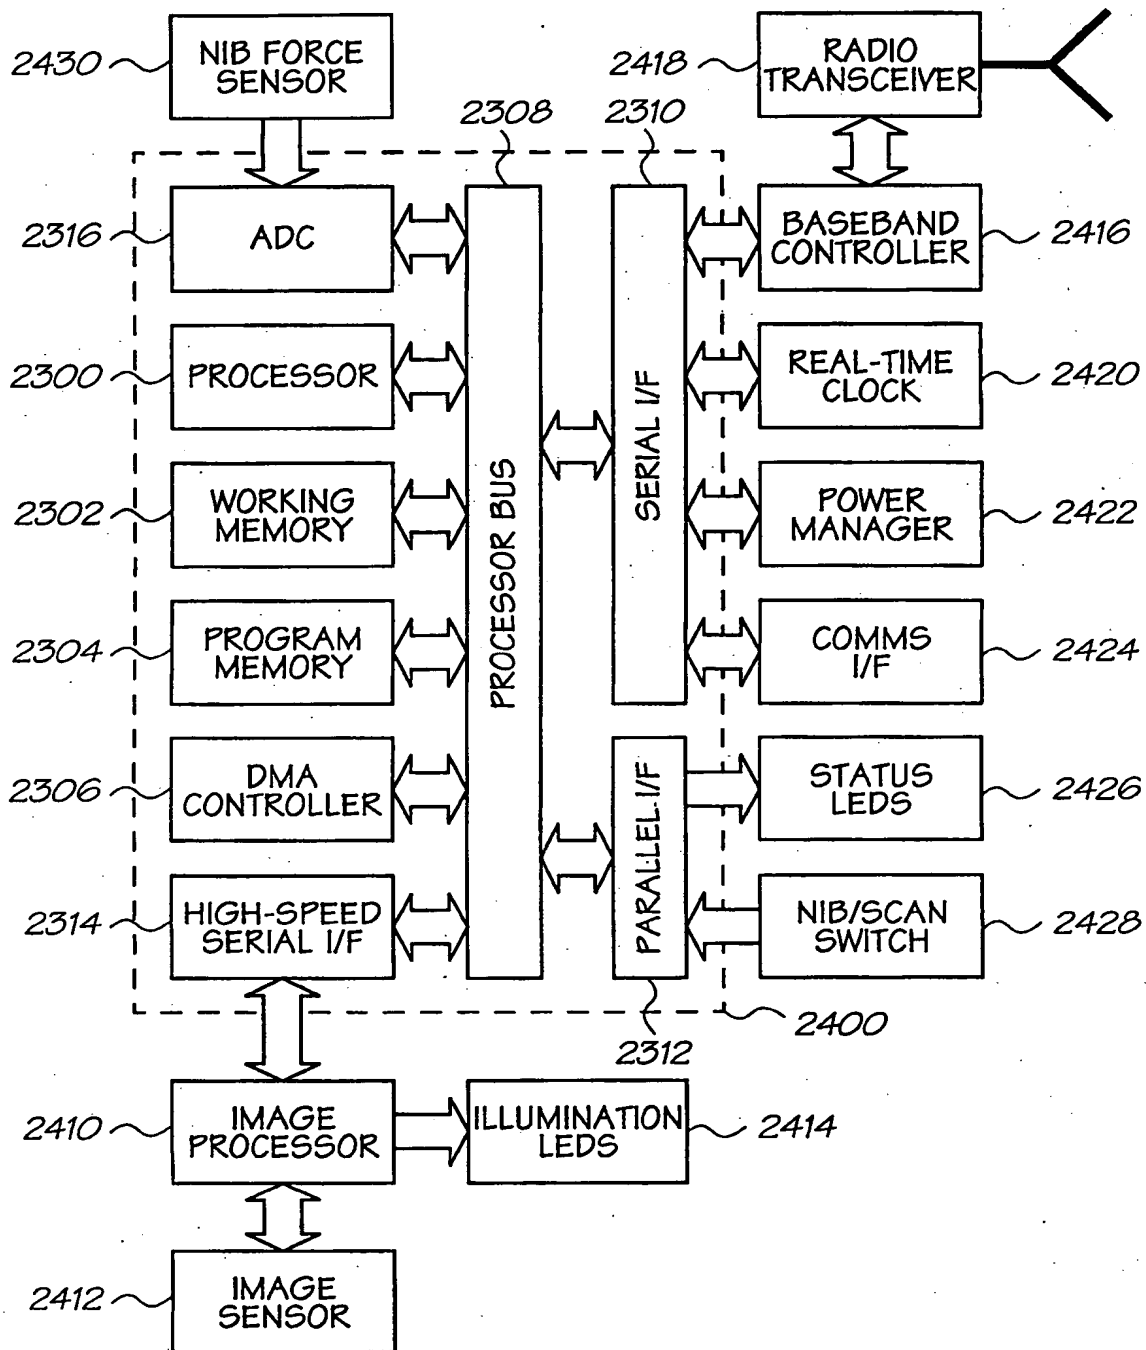 2430
NIB FORCE
SENSOR
2418
RADIO
TRANSCEIVER
2308
2310
2316
ADC
BASEBAND
CONTROLLER
2416
2300
PROCESSOR
REAL-TIME
CLOCK
2420
2302
WORKING
MEMORY
PROCESSOR BUS
SERIAL I/F
POWER
MANAGER
2422
2304
PROGRAM
MEMORY
COMMS
I/F
2424
2306
DMA
CONTROLLER
PARALLEL I/F
STATUS
LEDS
2426
2314
HIGH-SPEED
SERIAL I/F
NIB/SCAN
SWITCH
2428
2400
2312
2410
IMAGE
PROCESSOR
ILLUMINATION
LEDS
2414
2412
IMAGE
SENSOR